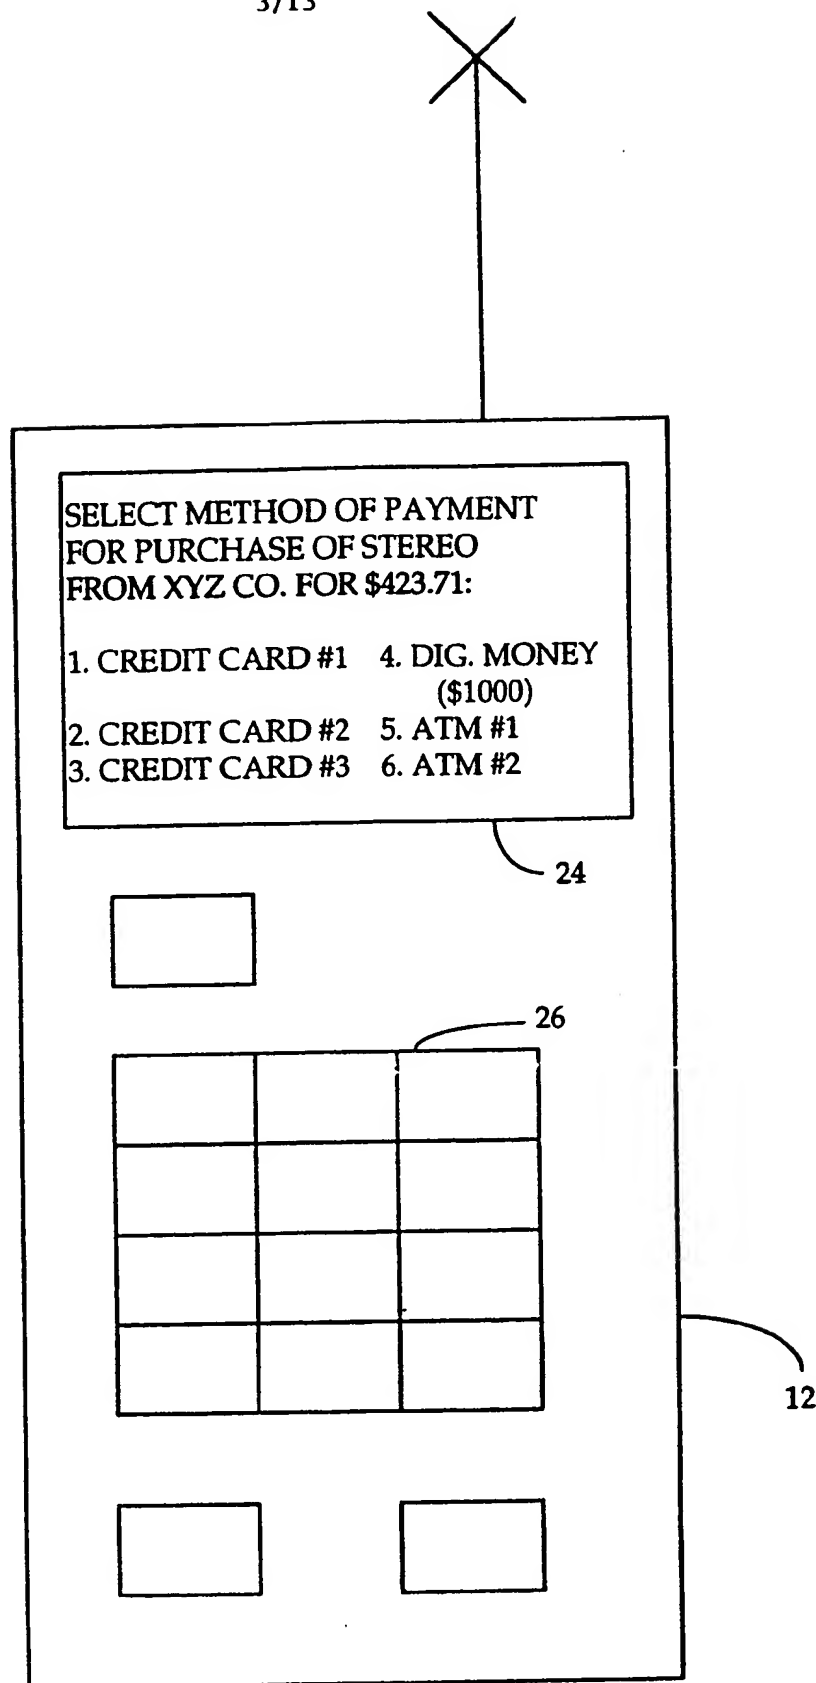 3/13
SELECT METHOD OF PAYMENT
FOR PURCHASE OF STEREO
FROM XYZ CO. FOR $423.71:
1. CREDIT CARD #1 4. DIG. MONEY
($1000)
2. CREDIT CARD #2 5. ATM #1
3. CREDIT CARD #3 6. ATM #2
24
26
12